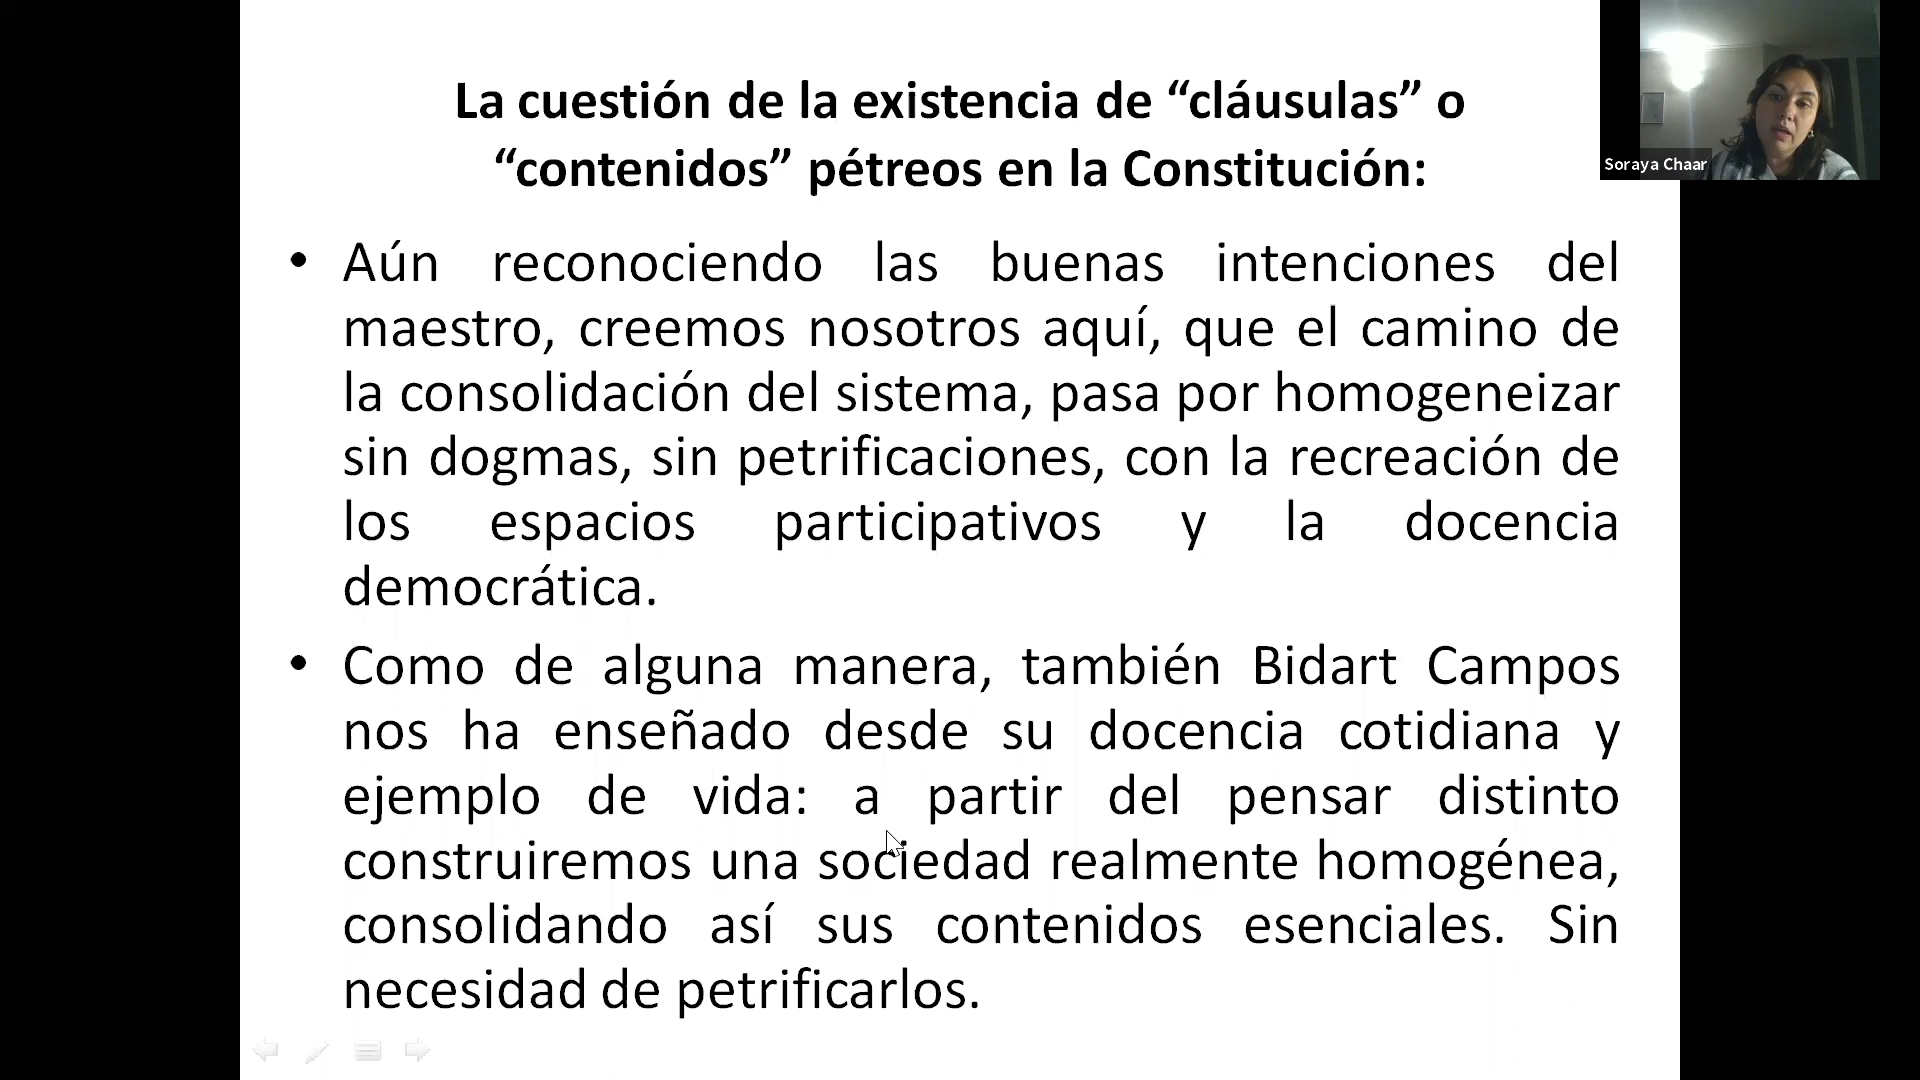 La cuestión de la existencia de “cláusulas” o
“contenidos” pétreos en la Constitución:
Soraya Chaar
• Aún reconociendo las buenas intenciones del
maestro, creemos nosotros aquí, que el camino de
la consolidación del sistema, pasa por homogeneizar
sin dogmas, sin petrificaciones, con la recreación de
los espacios participativos y la docencia
democrática.
• Como de alguna manera, también Bidart Campos
nos ha enseñado desde su docencia cotidiana y
ejemplo de vida: a partir del pensar distinto
construiremos una sociedad realmente homogénea,
consolidando así sus contenidos esenciales. Sin
necesidad de petrificarlos.